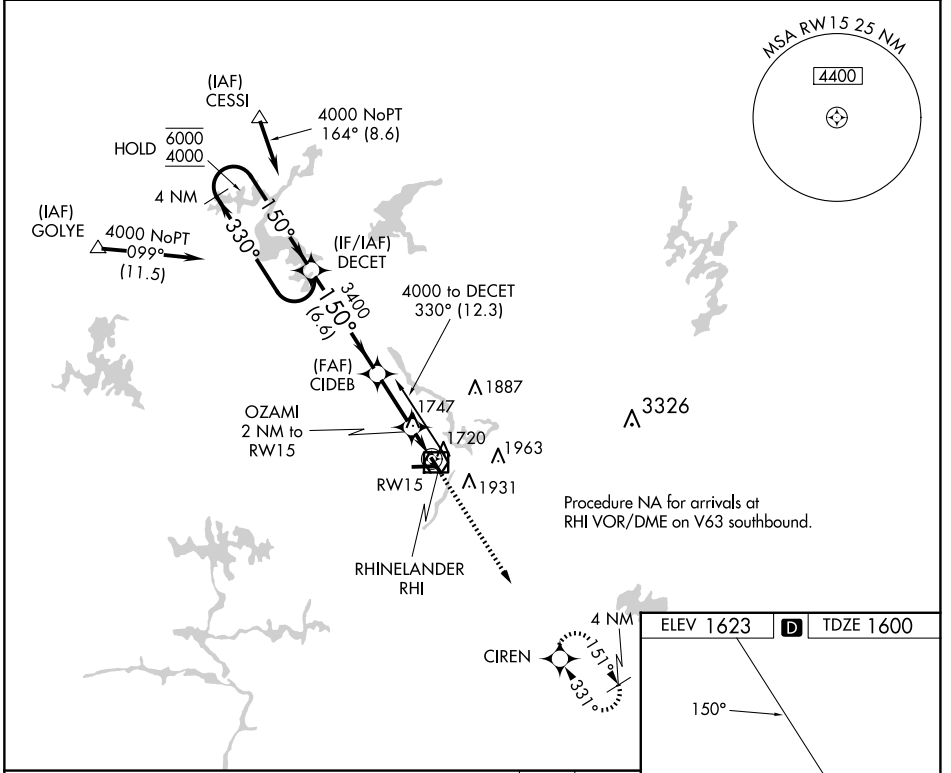 MSA RW15 25 NM
4400
(IAF)
CESSI
4000 NoPT
164° (8.6)
HOLD
6000
4000
4 NM
150°
330°
(IAF)
GOLYE
4000 NoPT
099°
(11.5)
(IF/IAF)
DECET
3400
150°
(6.6)
4000 to DECET
330° (12.3)
(FAF)
CIDEB
1887
1747
3326
OZAMI
2 NM to
RW15
1720
1963
RW15
1931
Procedure NA for arrivals at
RHI VOR/DME on V63 southbound.
RHINELANDER
RHI
4 NM
CIREN
151°
331°
ELEV 1623
D
TDZE 1600
150°